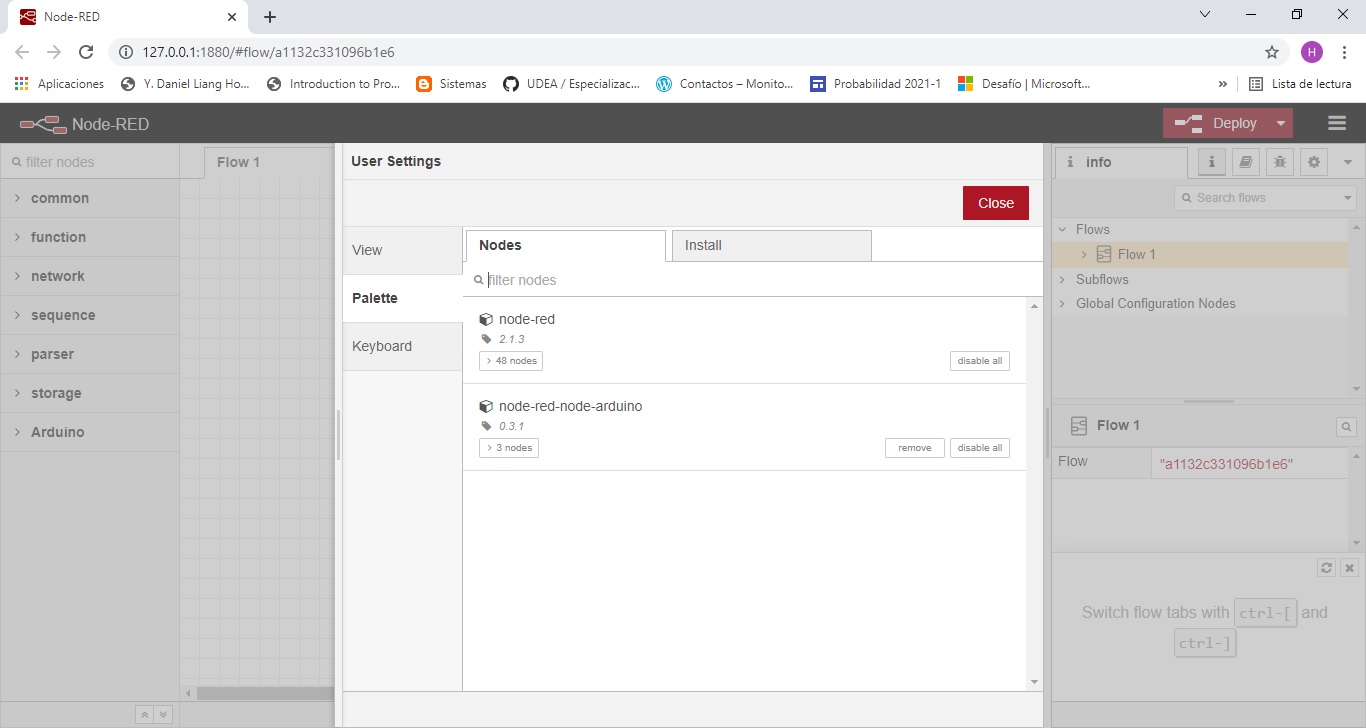 Node-RED
127.0.0.1:1880/#flow/a1132c331096b1e6
H
Aplicaciones
Y. Daniel Liang Ho...
Introduction to Pro...
Sistemas
UDEA / Especializac...
Contactos – Monito...
Probabilidad 2021-1
Desafío | Microsoft...
»
Lista de lectura
Node-RED
Deploy
filter nodes
common
function
network
sequence
parser
storage
Arduino
Flow 1
User Settings
Close
View
Palette
Keyboard
Nodes
Install
filter nodes
node-red
2.1.3
48 nodes
disable all
node-red-node-arduino
0.3.1
3 nodes
remove
disable all
info
Search flows
Flows
Flow 1
Subflows
Global Configuration Nodes
Flow 1
Flow "a1132c331096b1e6"
Switch flow tabs with ctrl-[ and
ctrl-]